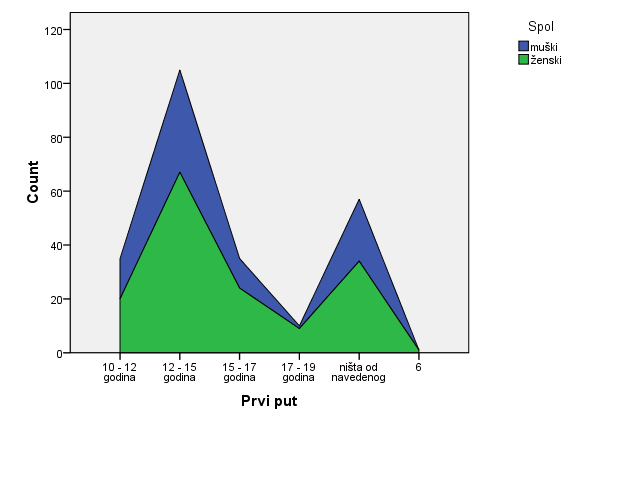 Spol
muški
ženski
120
100
80
60
40
20
0
Count
10 - 12
godina
12 - 15
godina
15 - 17
godina
17 - 19
godina
ništa od
navedenog
6
Prvi put